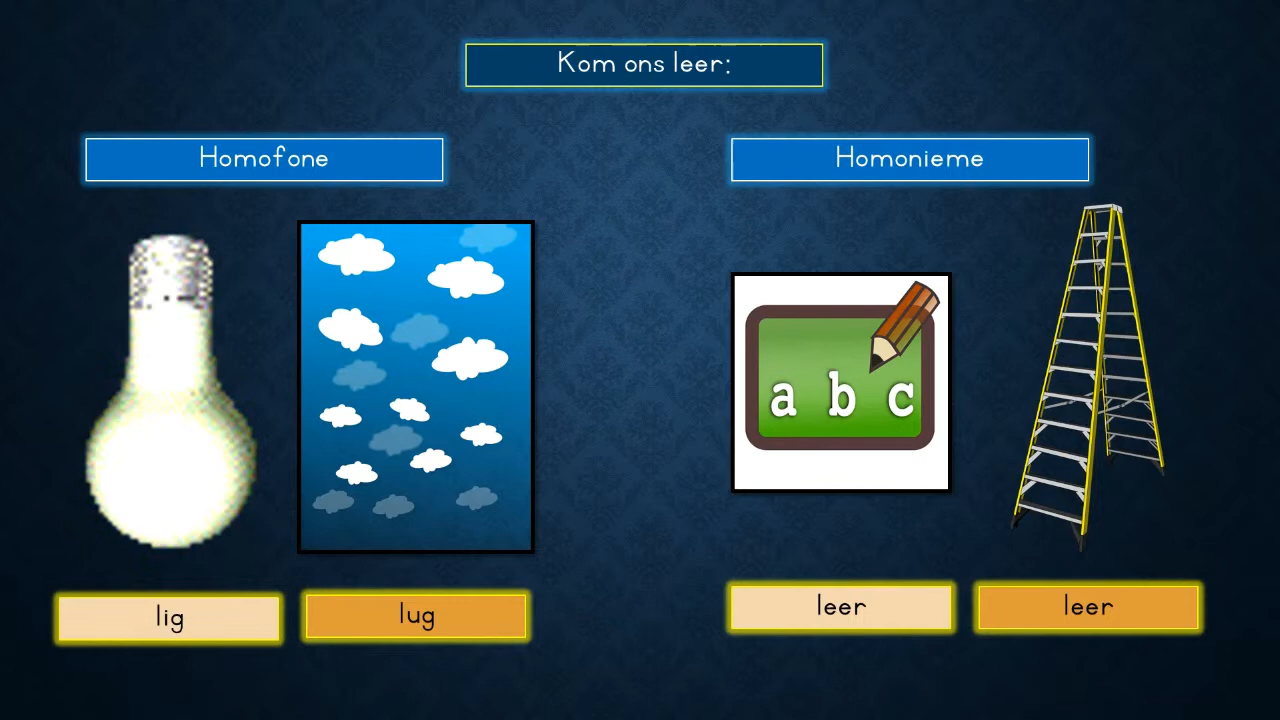 Kom ons leer:
Homofone
Homonieme
a b c
lig
lug
leer
leer